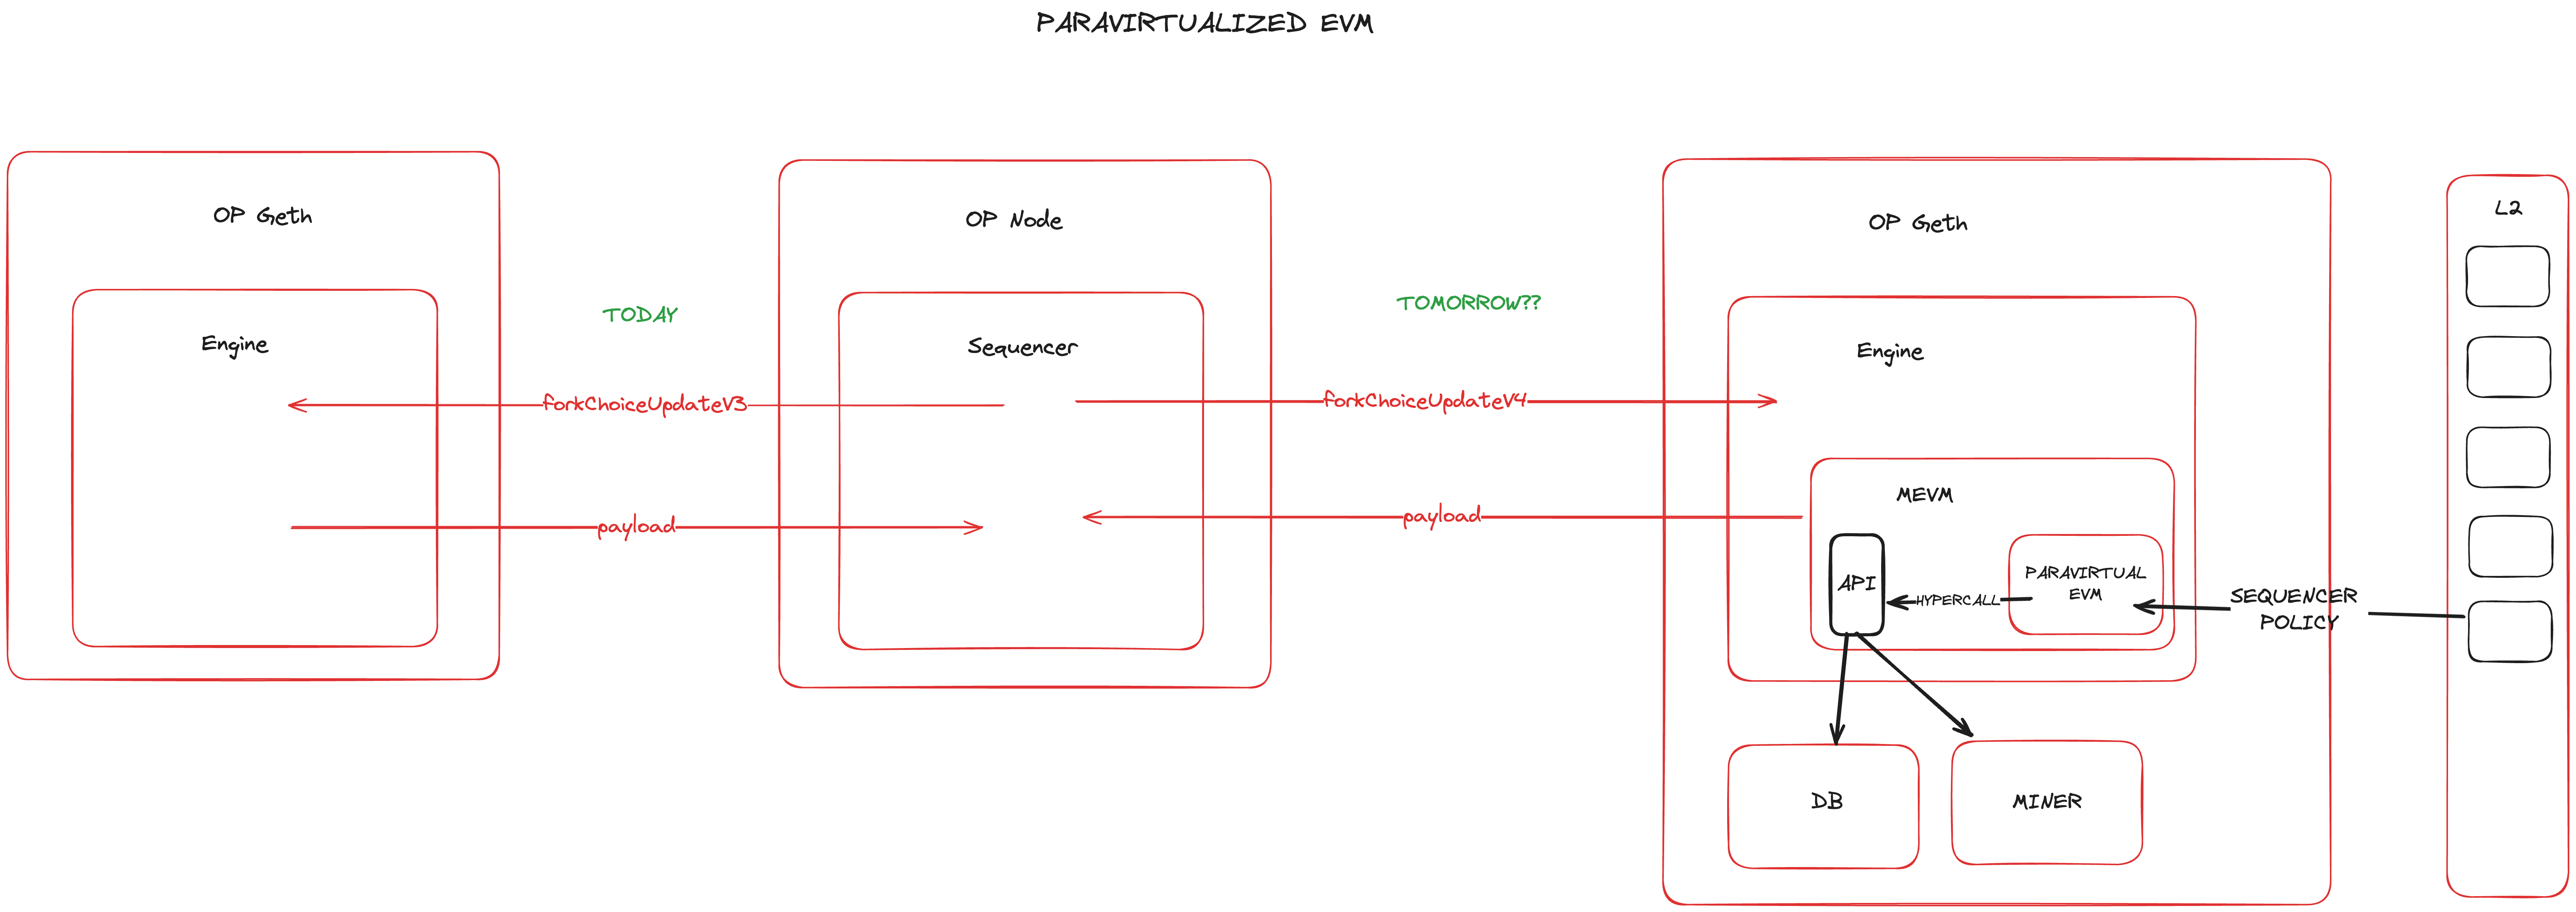 PARAVIRTUALIZED EVM
OP Geth
Engine
TODAY
forkChoiceUpdateV3
payload
OP Node
Sequencer
TOMORROW??
forkChoiceUpdateV4
payload
OP Geth
Engine
MEVM
API
HYPERCALL
PARAVIRTUAL
EVM
SEQUENCER
POLICY
DB
MINER
L2